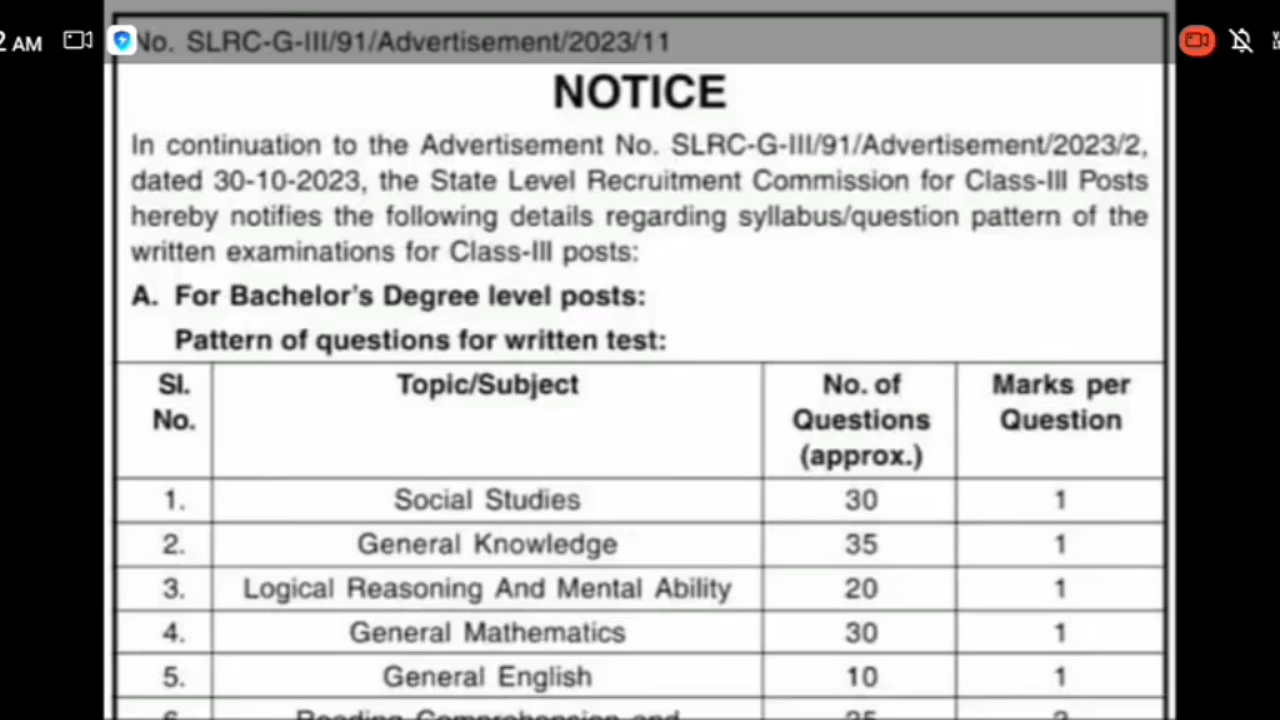 2 AM
No. SLRC-G-III/91/Advertisement/2023/11
NOTICE
In continuation to the Advertisement No. SLRC-G-III/91/Advertisement/2023/2,
dated 30-10-2023, the State Level Recruitment Commission for Class-III Posts
hereby notifies the following details regarding syllabus/question pattern of the
written examinations for Class-III posts:
A. For Bachelor's Degree level posts:
Pattern of questions for written test:
Sl. No. Topic/Subject No. of Questions (approx.) Marks per Question
1. Social Studies 30 1
2. General Knowledge 35 1
3. Logical Reasoning And Mental Ability 20 1
4. General Mathematics 30 1
5. General English 10 1
Reading Comprehension and